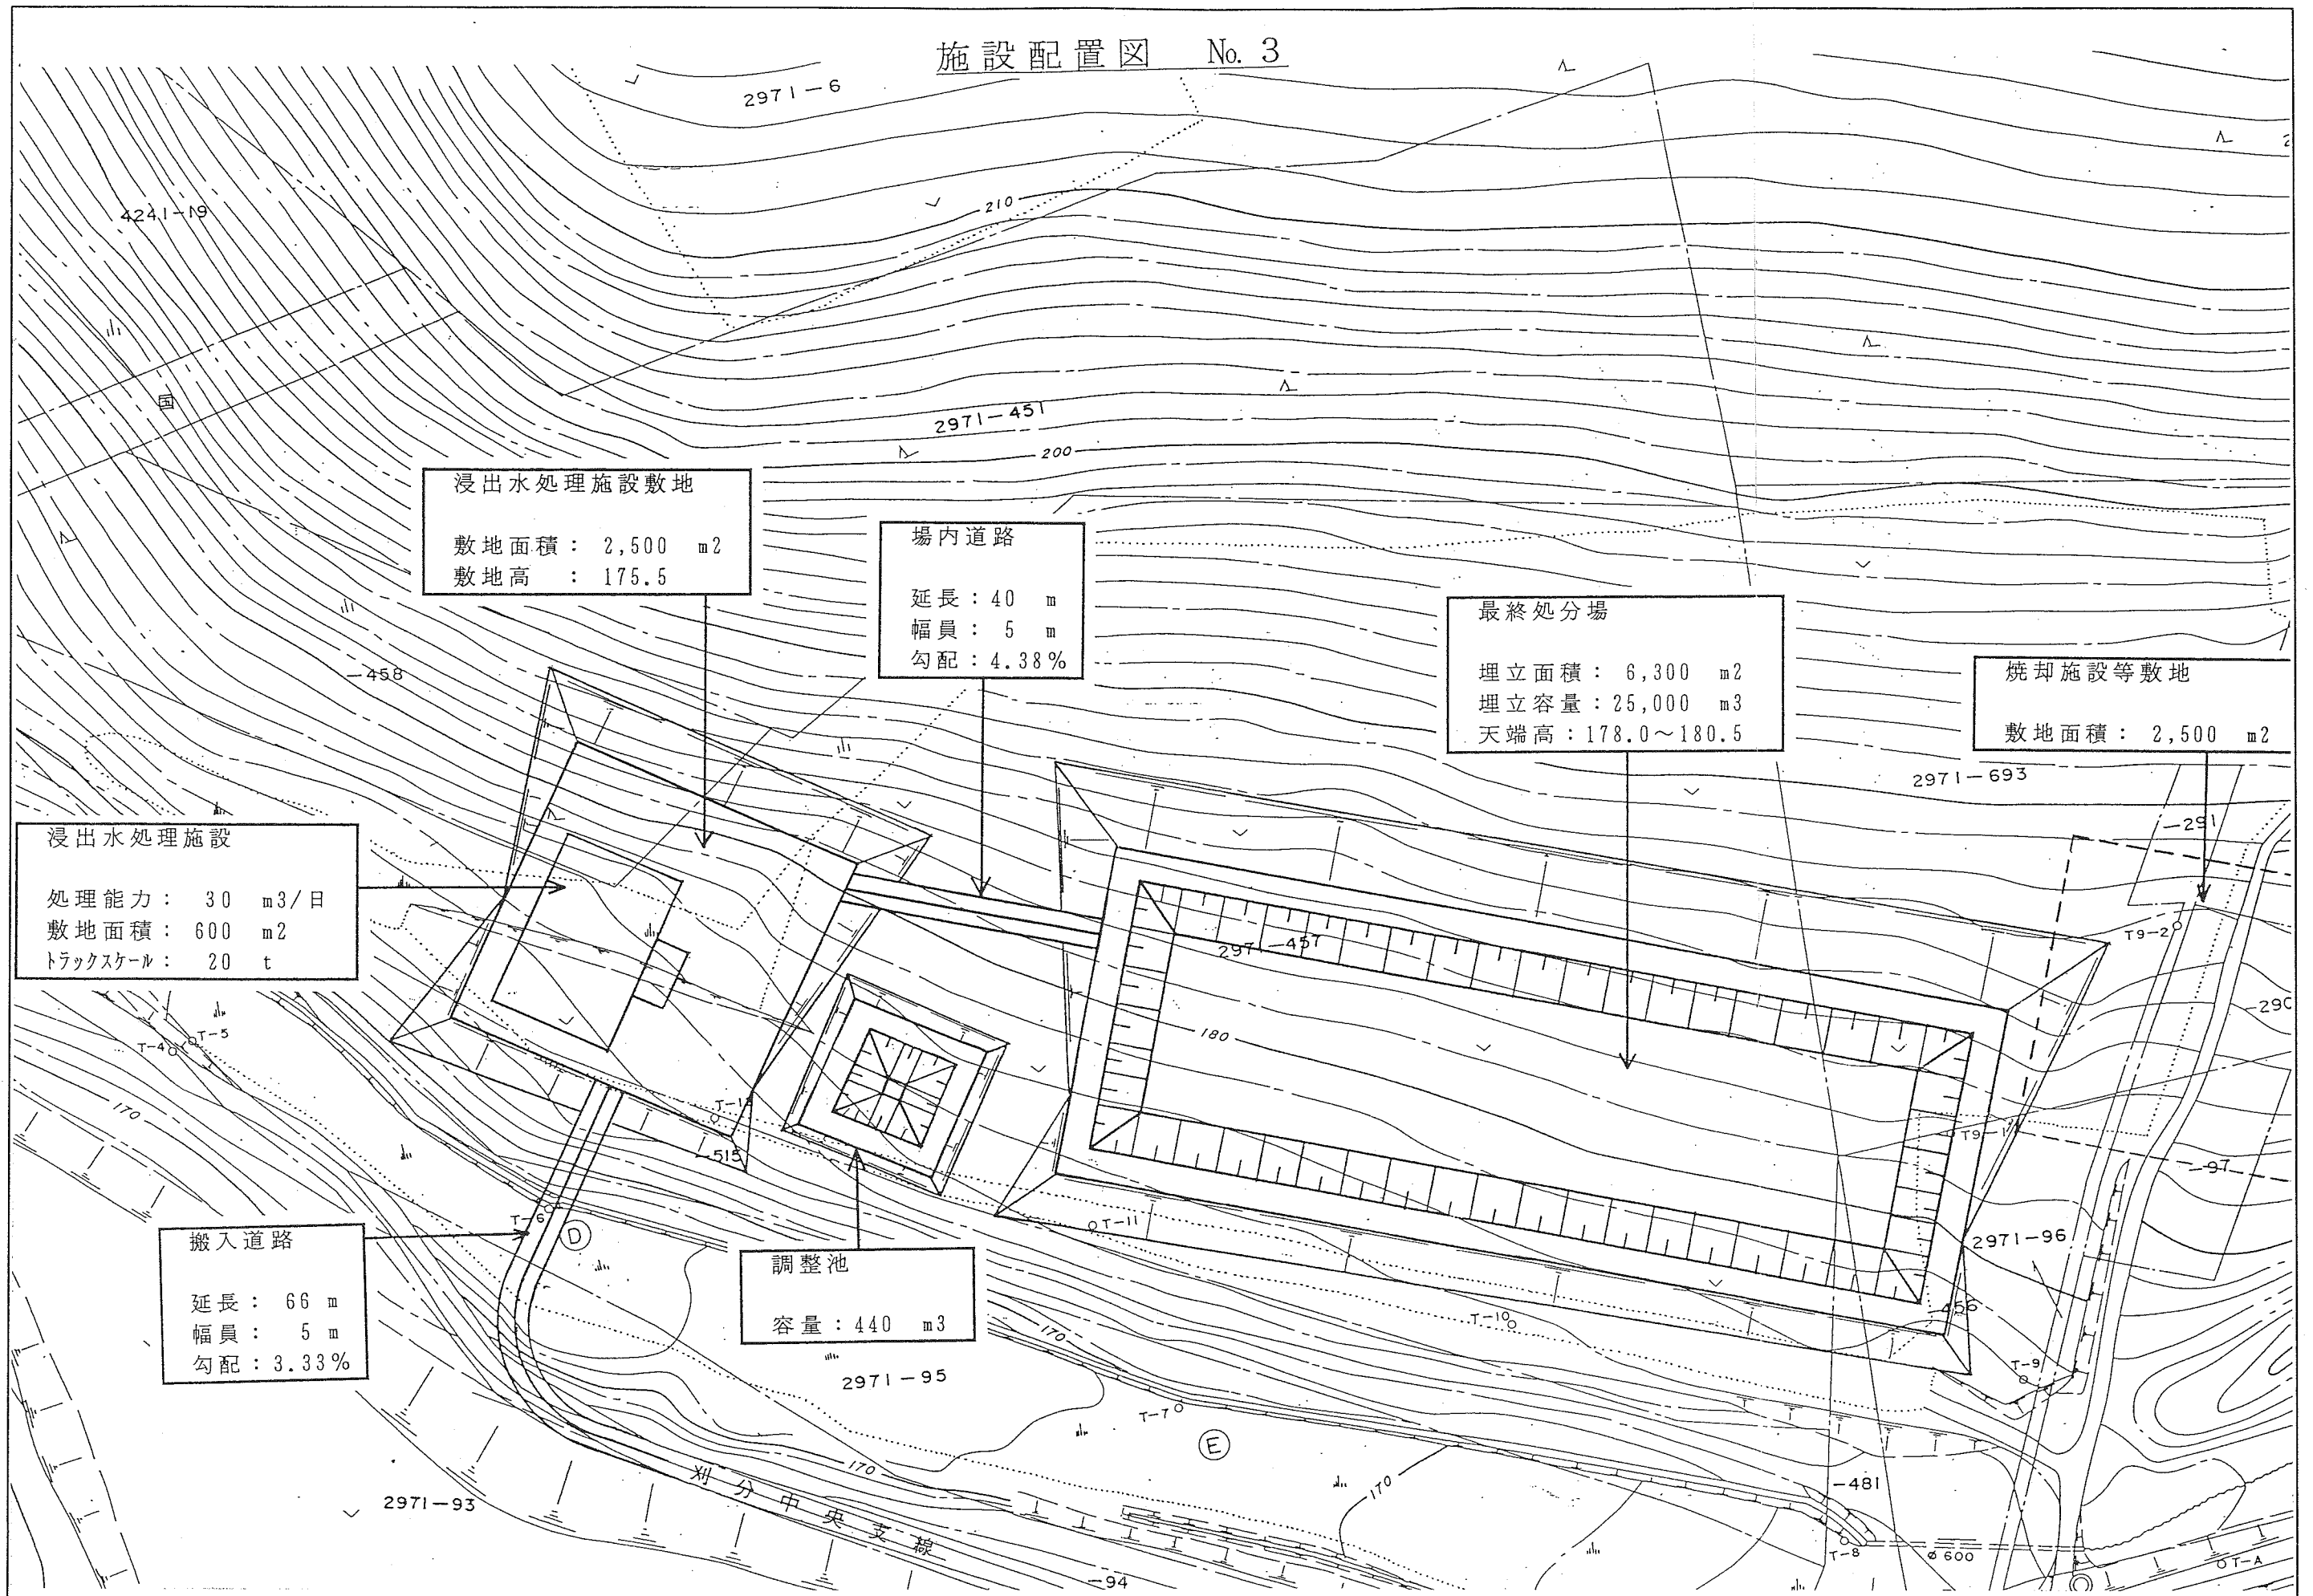 施設配置図 No. 3
2971-6
4241-19
210
国
2971-451
200
浸出水処理施設敷地
敷地面積： 2,500 m2
敷地高 ： 175.5
場内道路
延長：40 m
幅員： 5 m
勾配：4.38%
最終処分場
埋立面積： 6,300 m2
埋立容量：25,000 m3
天端高：178.0～180.5
焼却施設等敷地
敷地面積： 2,500 m2
-458
2971-693
-291
浸出水処理施設
処理能力： 30 m3/日
敷地面積： 600 m2
トラックスケール： 20 t
T9-2
2971-457
-290
180
T-4
T-5
170
T-12
-515
T9-1
-97
T-6
D
T-11
2971-96
搬入道路
延長： 66 m
幅員： 5 m
勾配：3.33%
調整池
容量：440 m3
-456
T-10
170
T-9
2971-95
T-7
E
170
170
-481
2971-93
刈分中央支線
T-8
φ600
T-A
-94